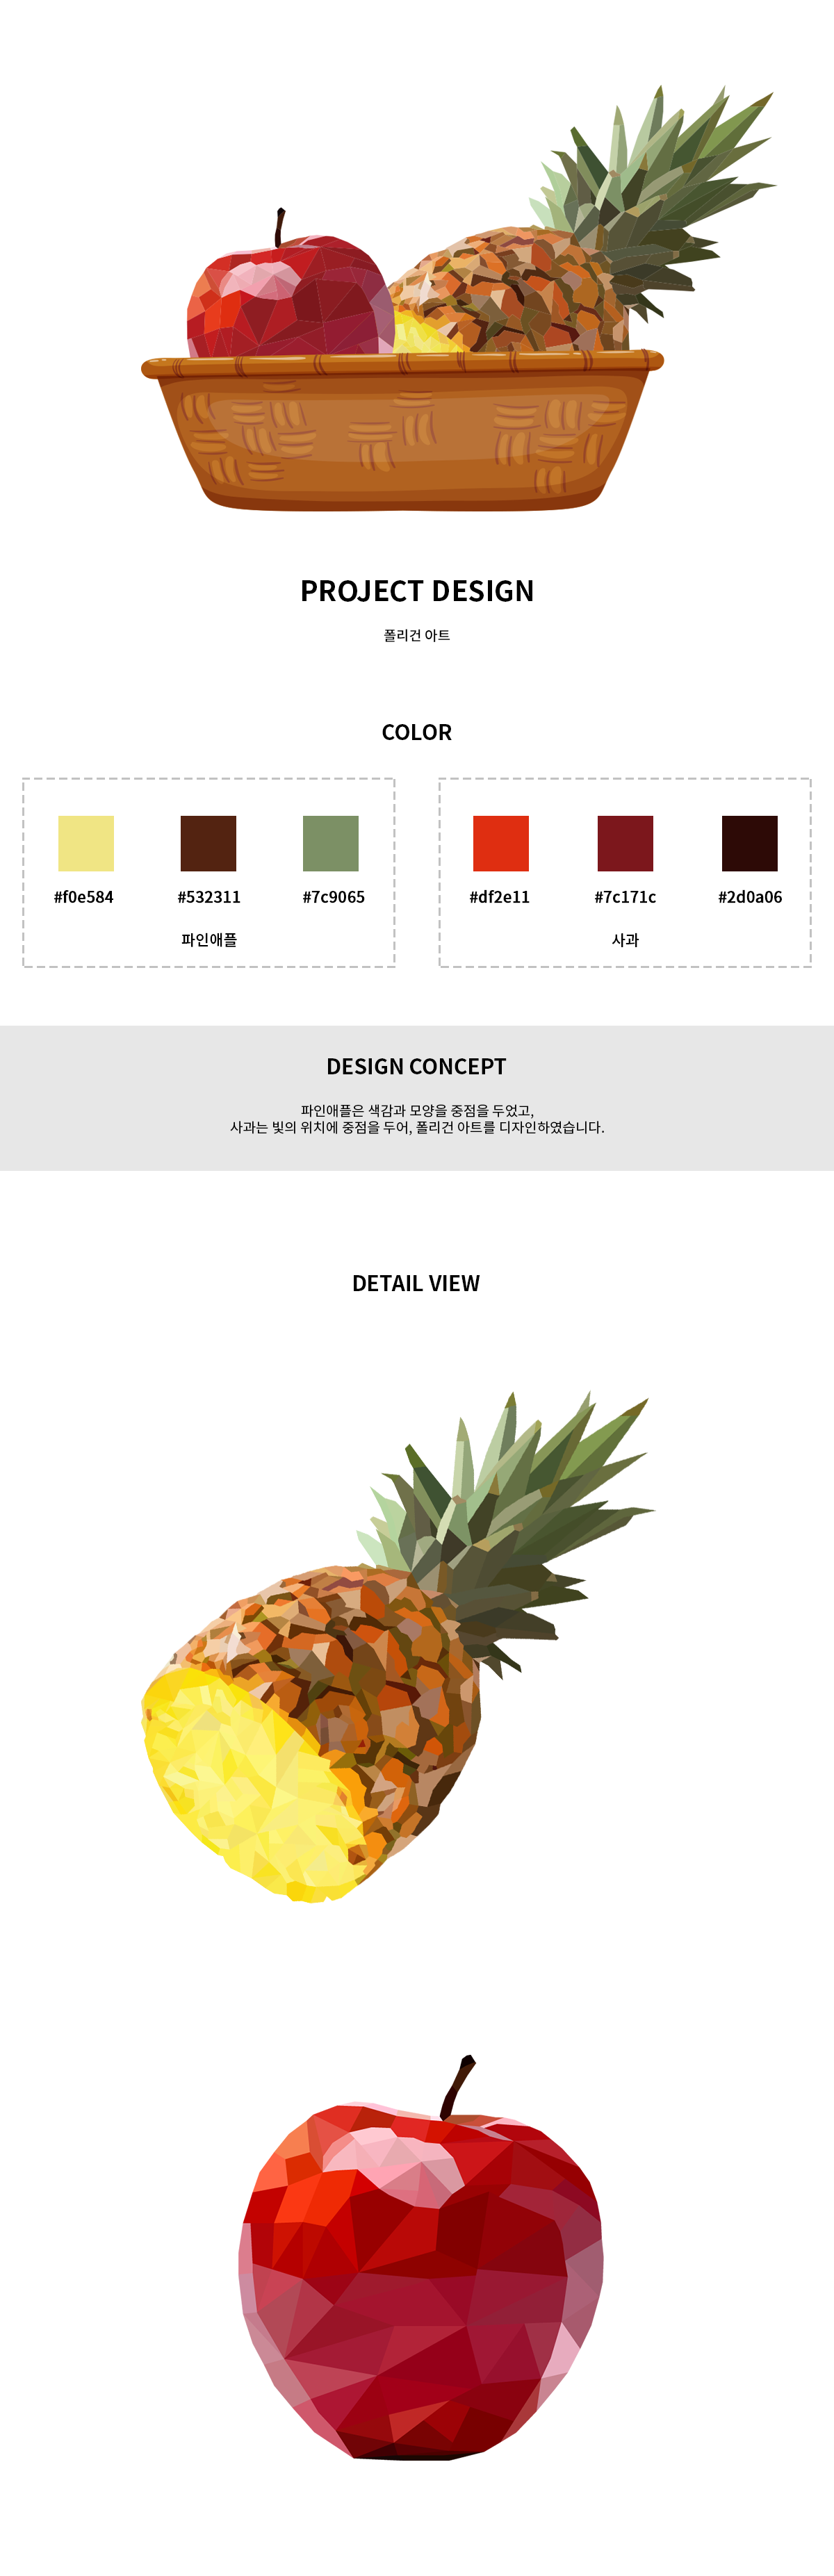 PROJECT DESIGN
폴리건 아트
COLOR
#f0e584 #532311 #7c9065
파인애플
#df2e11 #7c171c #2d0a06
사과
DESIGN CONCEPT
파인애플은 색감과 모양을 중점을 두었고,
사과는 빛의 위치에 중점을 두어, 폴리건 아트를 디자인하였습니다.
DETAIL VIEW